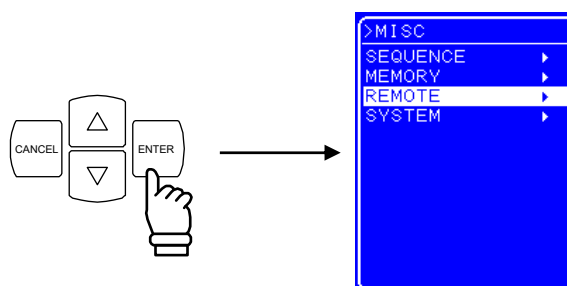 CANCEL
ENTER
>MISC
SEQUENCE
MEMORY
REMOTE
SYSTEM